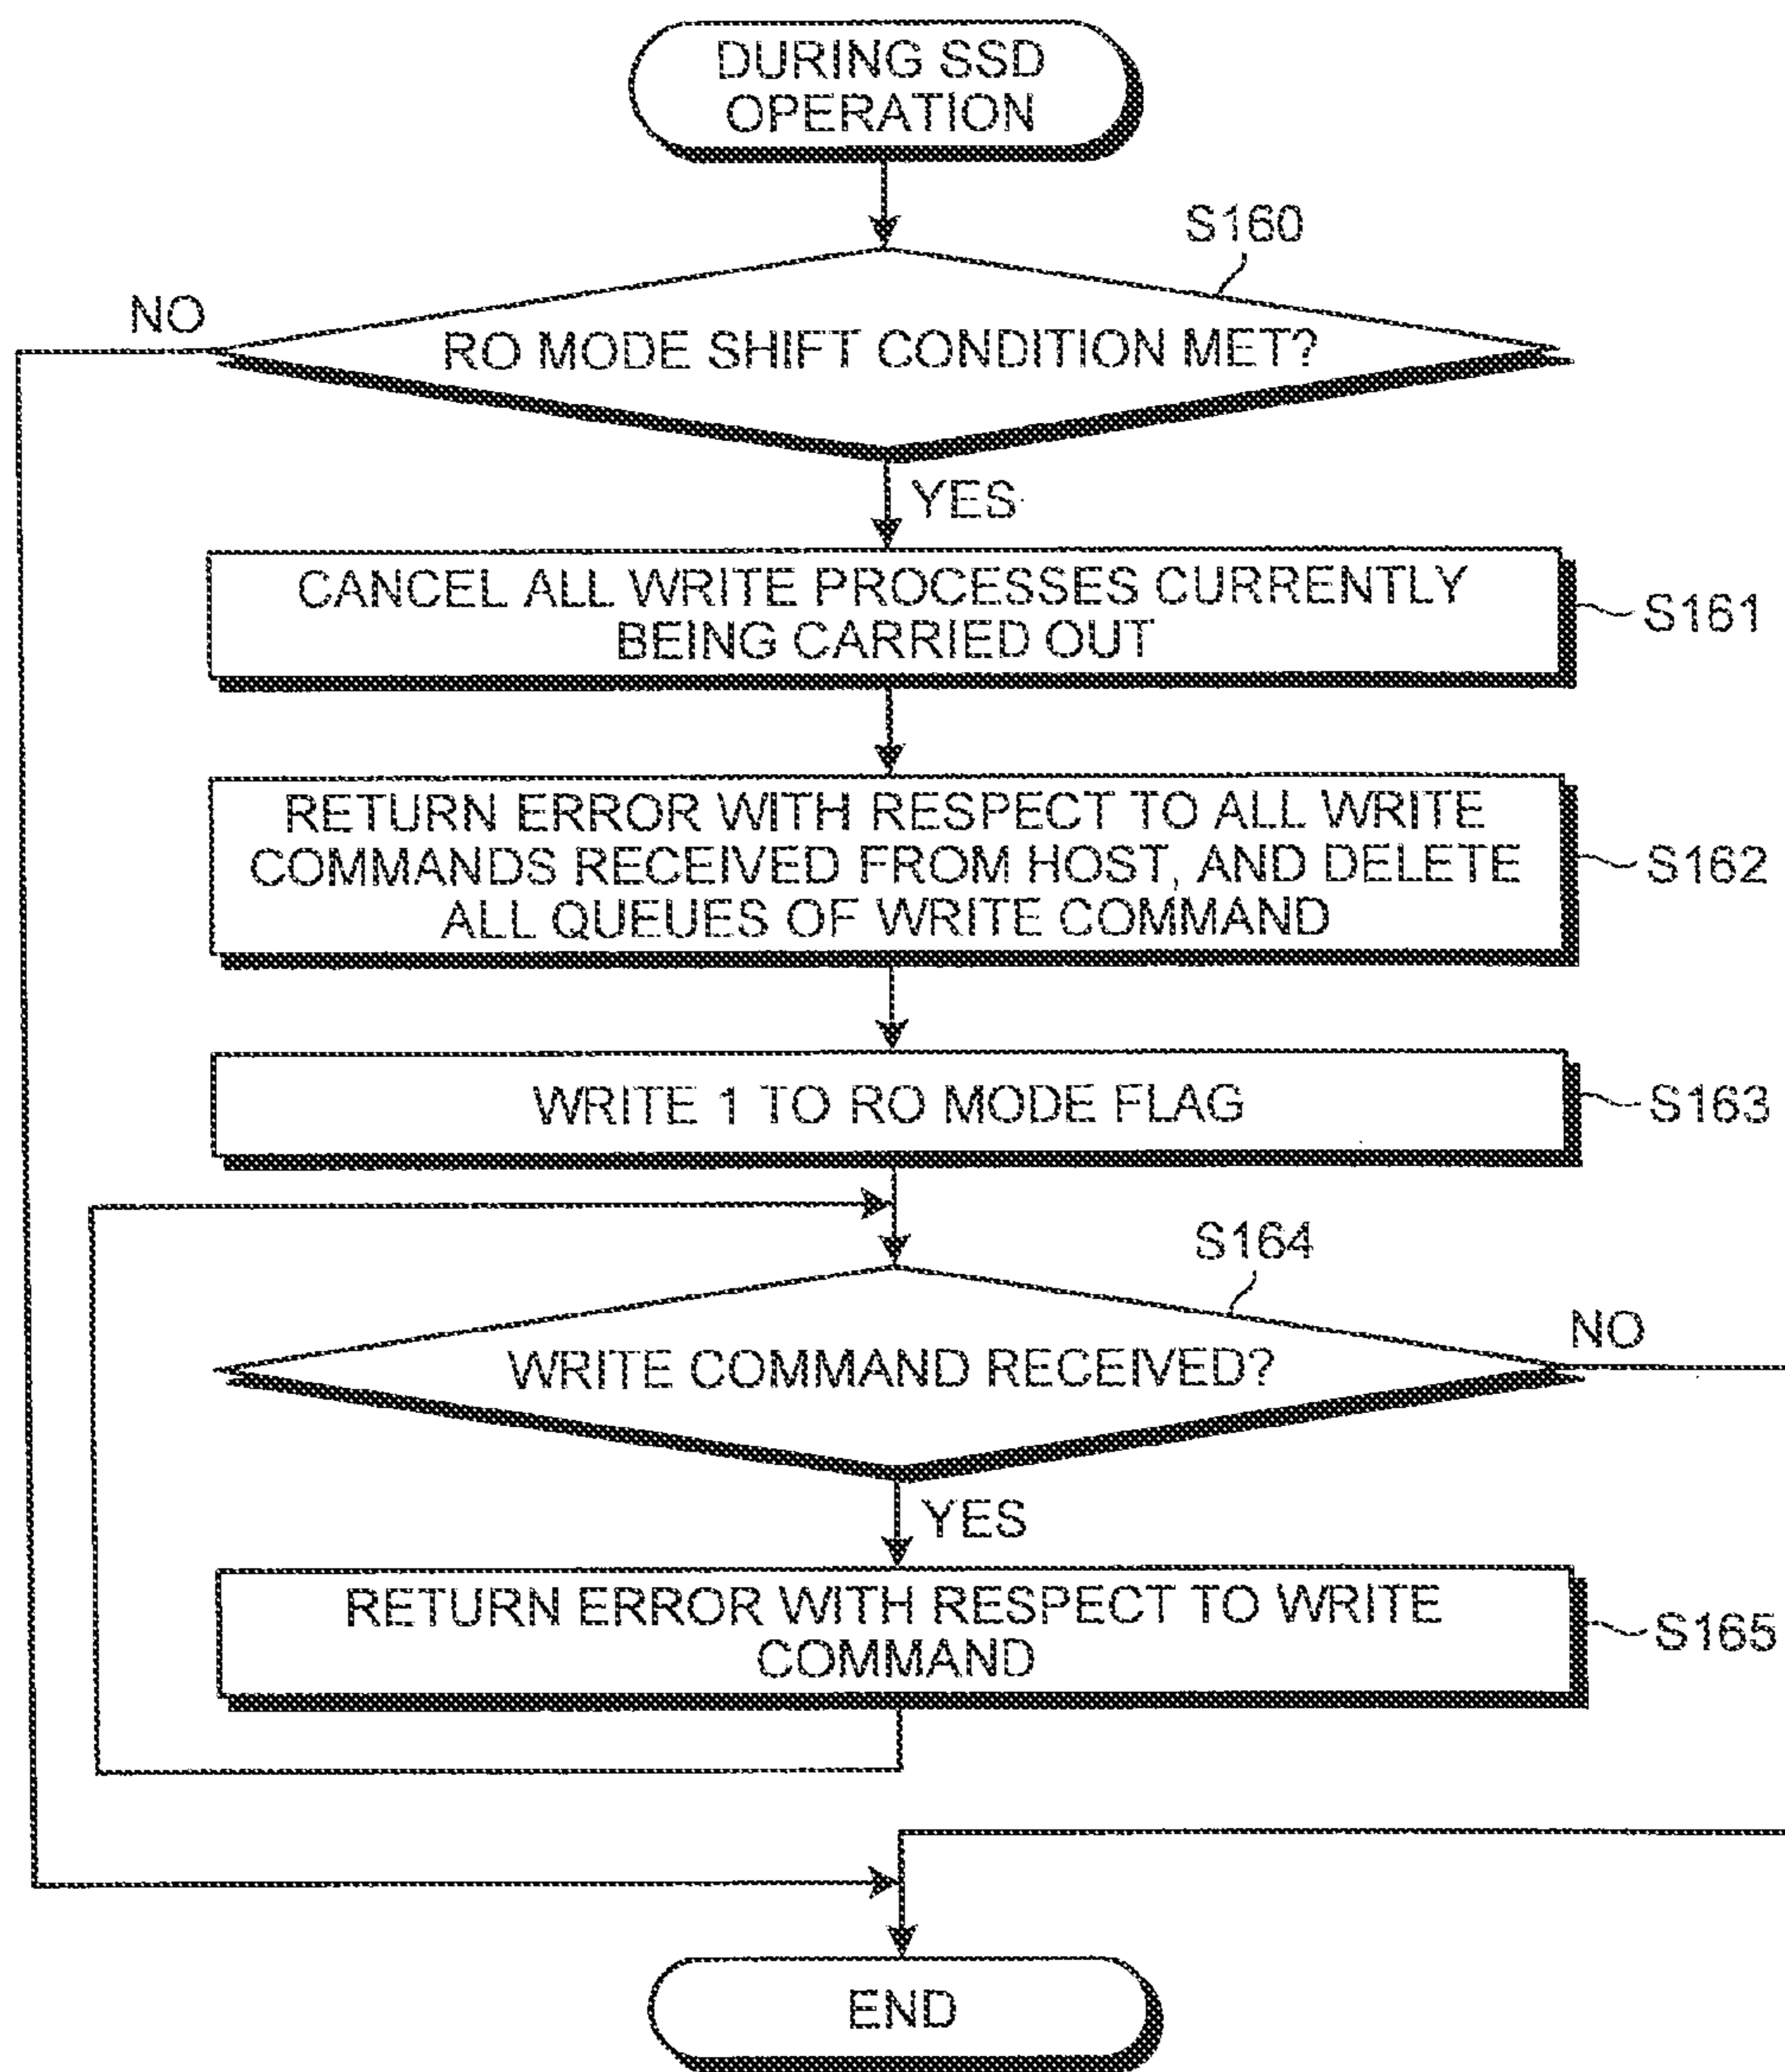 DURING SSD
OPERATION
S160
NO
RO MODE SHIFT CONDITION MET?
YES
CANCEL ALL WRITE PROCESSES CURRENTLY
BEING CARRIED OUT
S161
RETURN ERROR WITH RESPECT TO ALL WRITE
COMMANDS RECEIVED FROM HOST, AND DELETE
ALL QUEUES OF WRITE COMMAND
S162
WRITE 1 TO RO MODE FLAG
S163
S164
NO
WRITE COMMAND RECEIVED?
YES
RETURN ERROR WITH RESPECT TO WRITE
COMMAND
S165
END